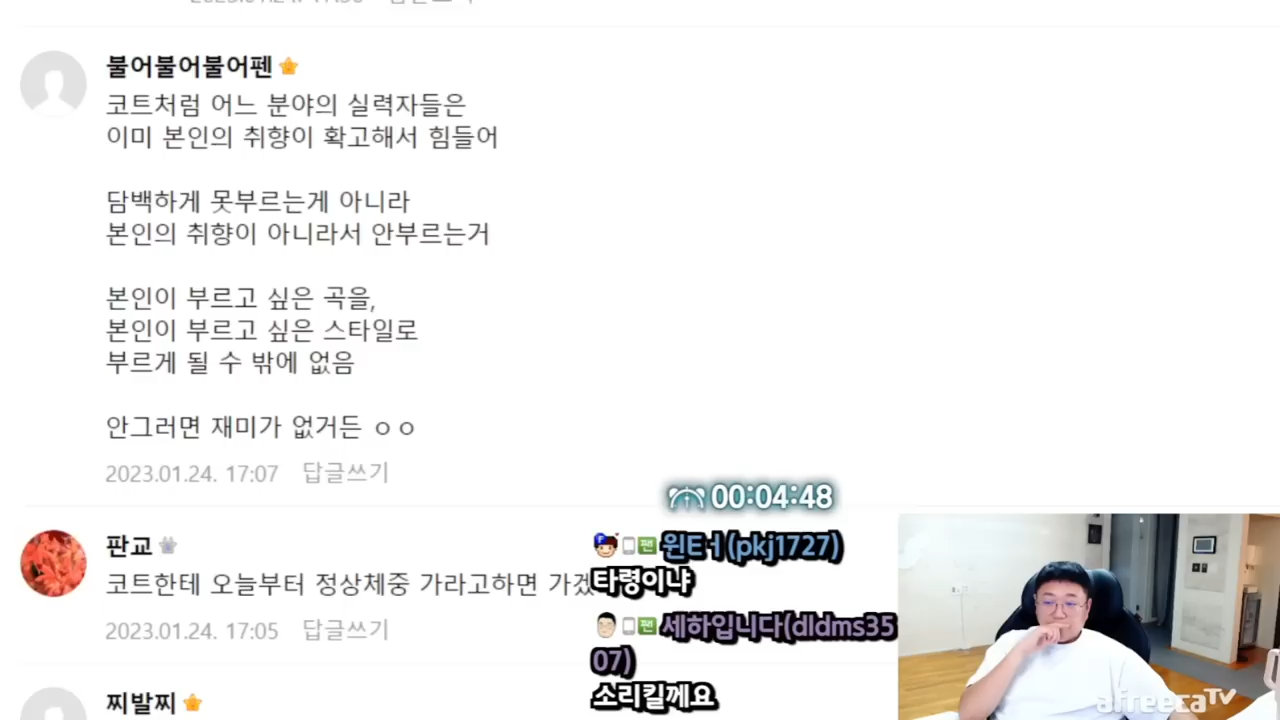 불어불어불어펜
코트처럼 어느 분야의 실력자들은
이미 본인의 취향이 확고해서 힘들어
담백하게 못부르는게 아니라
본인의 취향이 아니라서 안부르는거
본인이 부르고 싶은 곡을,
본인이 부르고 싶은 스타일로
부르게 될 수 밖에 없음
안그러면 재미가 없거든 ㅇㅇ
2023.01.24. 17:07 답글쓰기
판교
코트한테 오늘부터 정상체중 가라고하면 가겠
2023.01.24. 17:05 답글쓰기
찌발찌
00:04:48
팬 윈Eㅓ(pkj1727)
타령이냐
팬 세하입니다(dldms35
07)
소리킬께요
afreecaTV